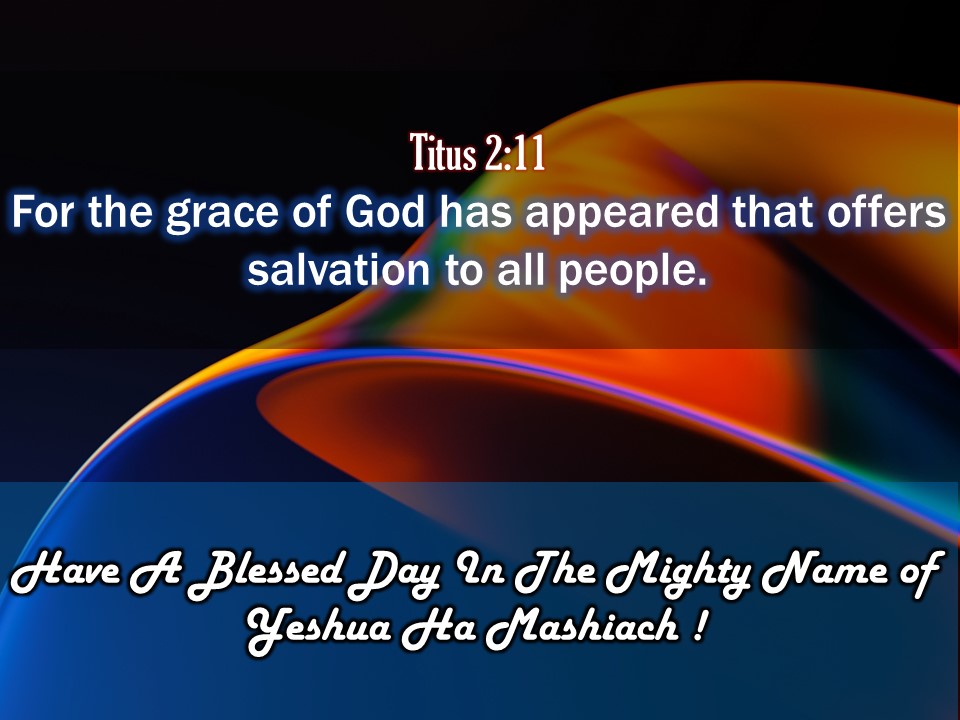 Titus 2:11
For the grace of God has appeared that offers
salvation to all people.
Have A Blessed Day In The Mighty Name of
Yeshua Ha Mashiach !